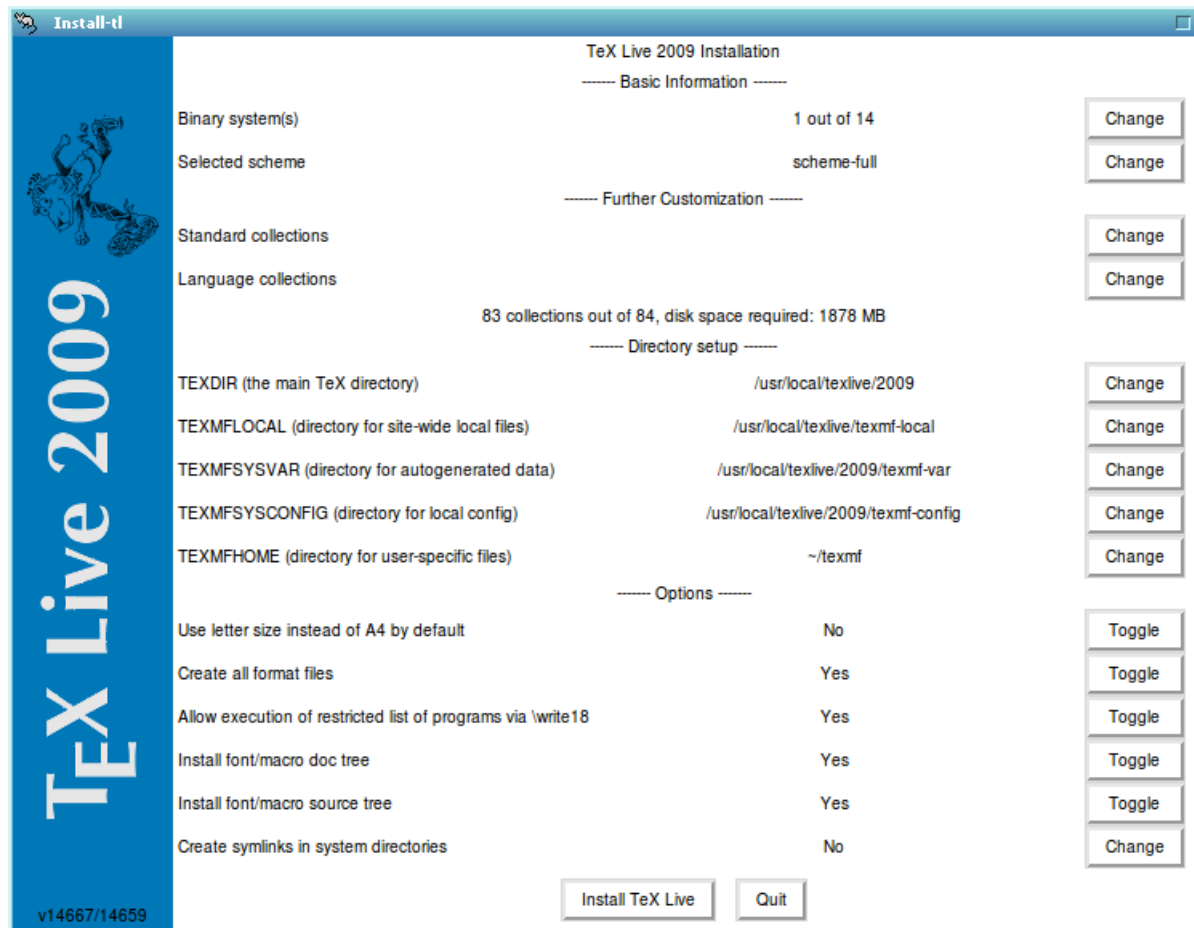 Install-tl
TeX Live 2009 Installation
------- Basic Information -------
Binary system(s) 1 out of 14 Change
Selected scheme scheme-full Change
------- Further Customization -------
Standard collections Change
Language collections Change
83 collections out of 84, disk space required: 1878 MB
------- Directory setup -------
TEXDIR (the main TeX directory) /usr/local/texlive/2009 Change
TEXMFLOCAL (directory for site-wide local files) /usr/local/texlive/texmf-local Change
TEXMFSYSVAR (directory for autogenerated data) /usr/local/texlive/2009/texmf-var Change
TEXMFSYSCONFIG (directory for local config) /usr/local/texlive/2009/texmf-config Change
TEXMFHOME (directory for user-specific files) ~/texmf Change
------- Options -------
Use letter size instead of A4 by default No Toggle
Create all format files Yes Toggle
Allow execution of restricted list of programs via \write18 Yes Toggle
Install font/macro doc tree Yes Toggle
Install font/macro source tree Yes Toggle
Create symlinks in system directories No Change
Install TeX Live Quit
TEX Live 2009
v14667/14659